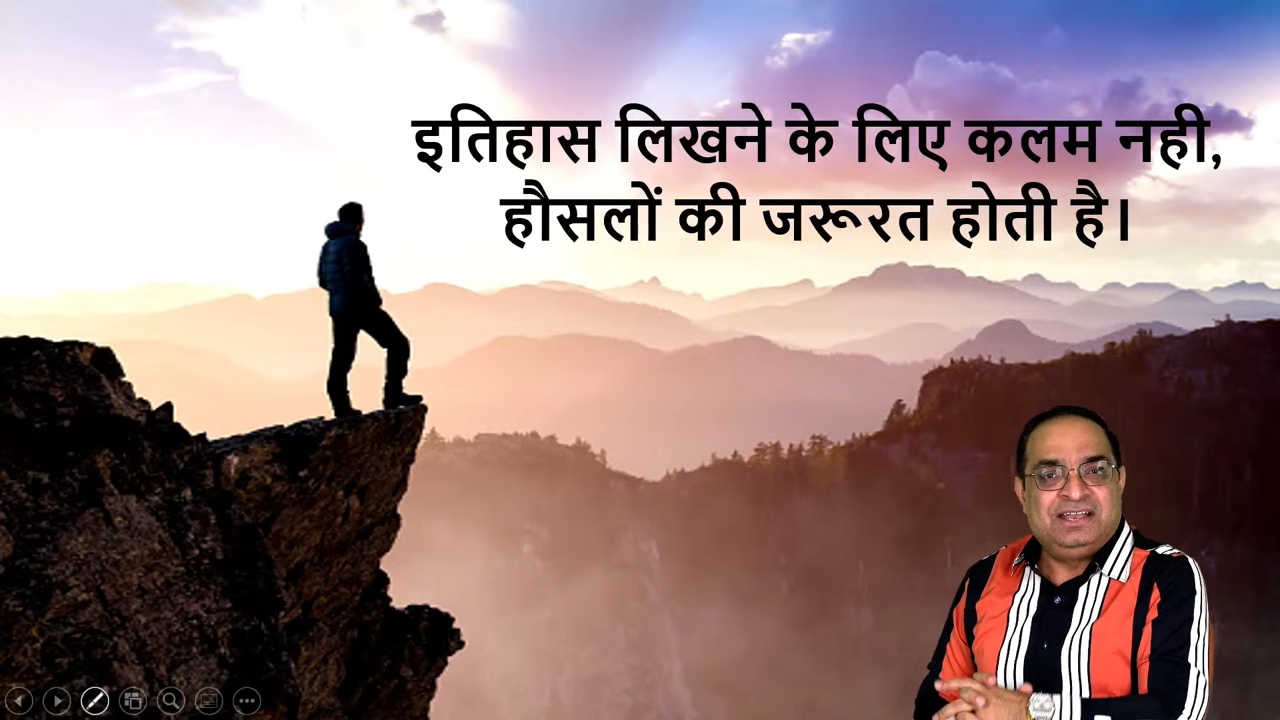 इतिहास लिखने के लिए कलम नही,
हौसलों की जरूरत होती है।